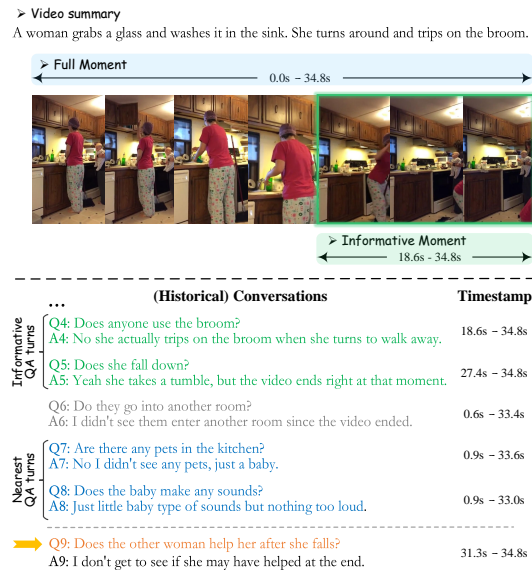 ➢ Video summary
A woman grabs a glass and washes it in the sink. She turns around and trips on the broom.
➢ Full Moment
0.0s – 34.8s
➢ Informative Moment
18.6s - 34.8s
... (Historical) Conversations Timestamp
Informative
QA turns
Q4: Does anyone use the broom?
A4: No she actually trips on the broom when she turns to walk away.
18.6s – 34.8s
Q5: Does she fall down?
A5: Yeah she takes a tumble, but the video ends right at that moment.
27.4s – 34.8s
Q6: Do they go into another room?
A6: I didn't see them enter another room since the video ended.
0.6s – 33.4s
Nearest
QA turns
Q7: Are there any pets in the kitchen?
A7: No I didn't see any pets, just a baby.
0.9s – 33.6s
Q8: Does the baby make any sounds?
A8: Just little baby type of sounds but nothing too loud.
0.9s – 33.0s
Q9: Does the other woman help her after she falls?
A9: I don't get to see if she may have helped at the end.
31.3s – 34.8s